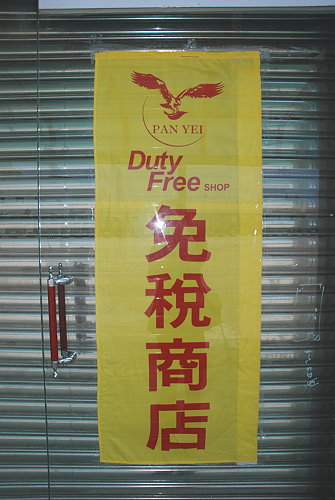 PAN YEI
Duty
Free SHOP
免稅商店